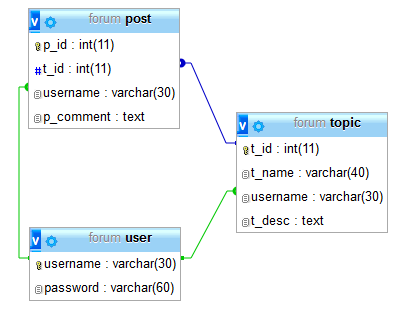 v forum post
p_id : int(11)
# t_id : int(11)
username : varchar(30)
p_comment : text
v forum topic
t_id : int(11)
t_name : varchar(40)
username : varchar(30)
t_desc : text
v forum user
username : varchar(30)
password : varchar(60)